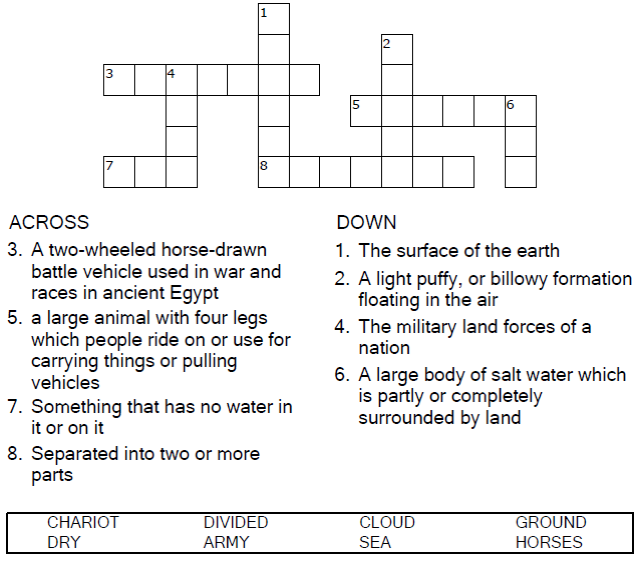 1
2
3 4
5 6
7 8
ACROSS
3. A two-wheeled horse-drawn
battle vehicle used in war and
races in ancient Egypt
5. a large animal with four legs
which people ride on or use for
carrying things or pulling
vehicles
7. Something that has no water in
it or on it
8. Separated into two or more
parts
DOWN
1. The surface of the earth
2. A light puffy, or billowy formation
floating in the air
4. The military land forces of a
nation
6. A large body of salt water which
is partly or completely
surrounded by land
CHARIOT DIVIDED CLOUD GROUND
DRY ARMY SEA HORSES